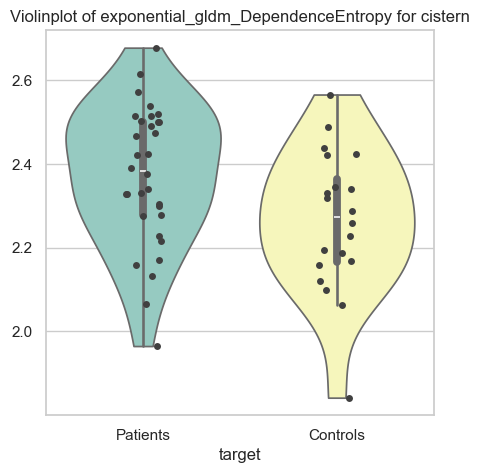 Violinplot of exponential_gldm_DependenceEntropy for cistern
2.6
2.4
2.2
2.0
Patients
Controls
target